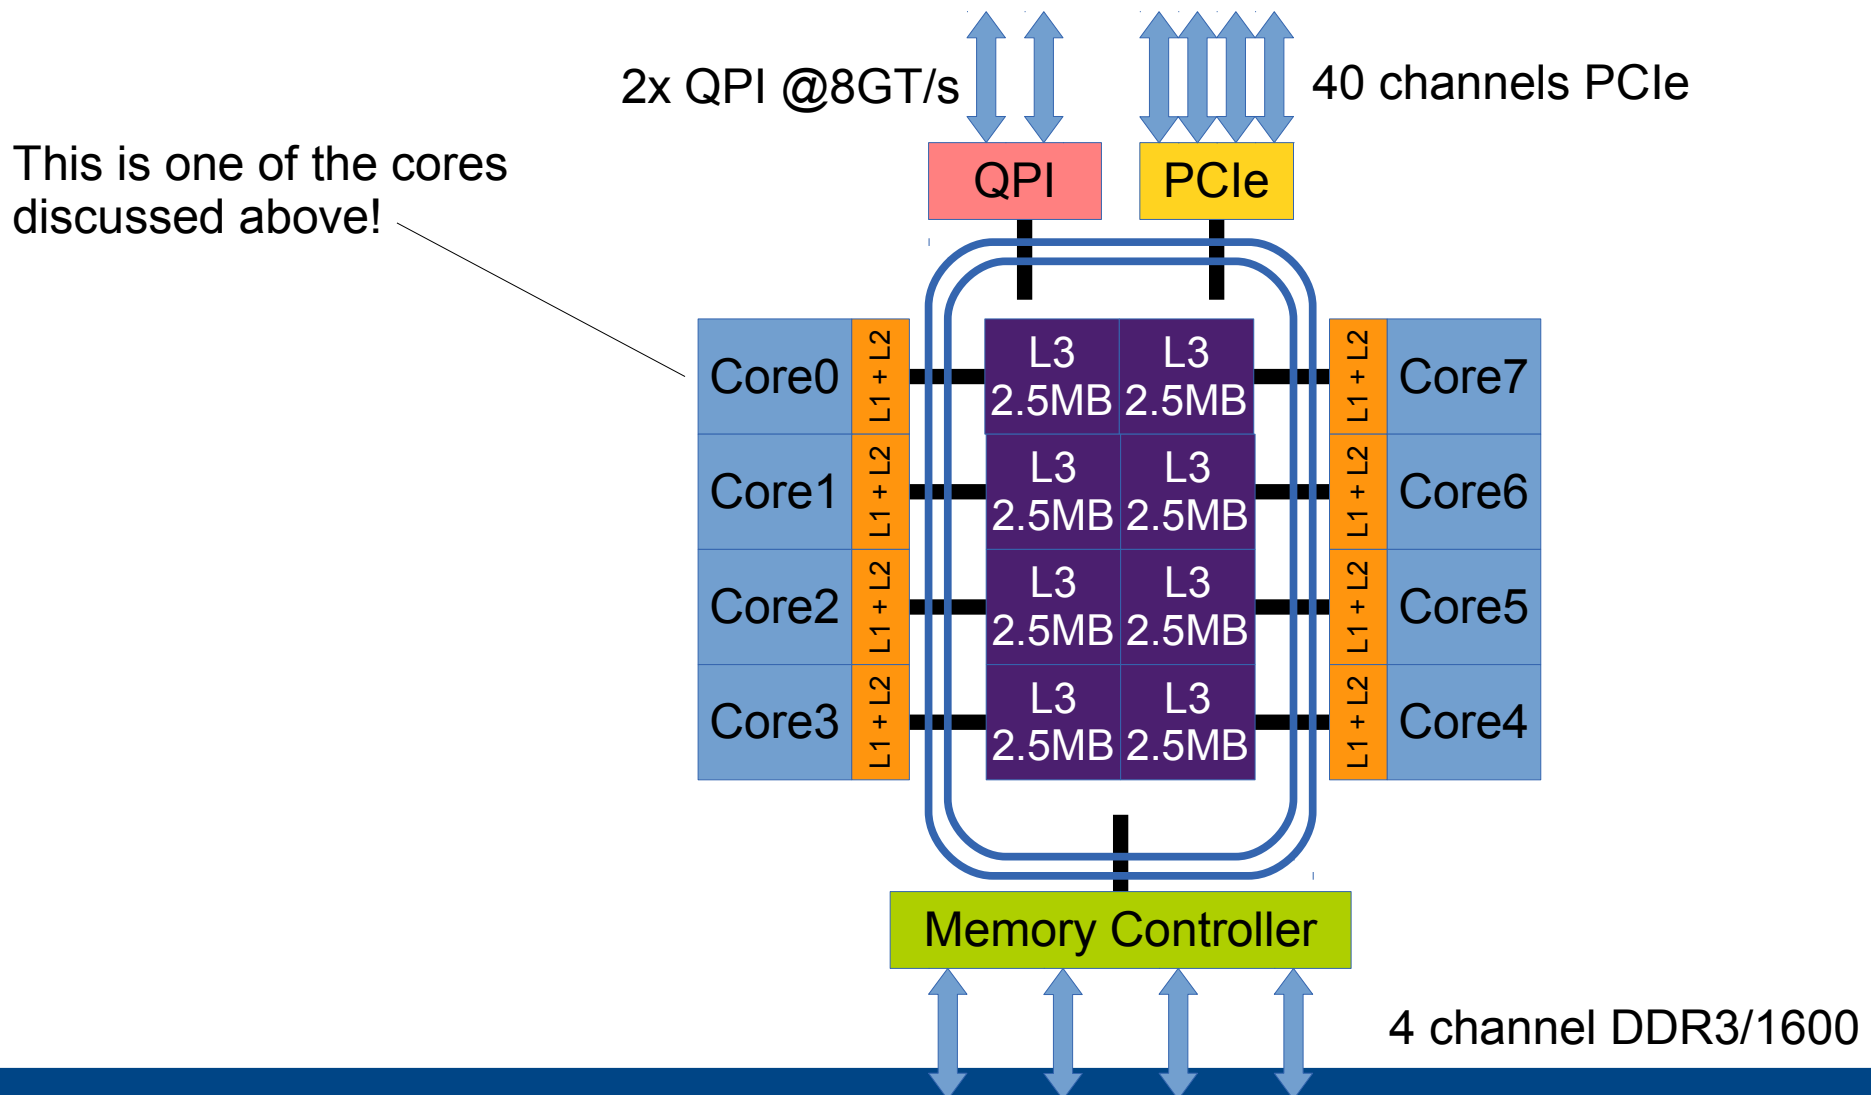 2x QPI @8GT/s
40 channels PCIe
This is one of the cores
discussed above!
QPI
PCIe
Core0
L1 + L2
L3
2.5MB
L3
2.5MB
L1 + L2
Core7
Core1
L1 + L2
L3
2.5MB
L3
2.5MB
L1 + L2
Core6
Core2
L1 + L2
L3
2.5MB
L3
2.5MB
L1 + L2
Core5
Core3
L1 + L2
L3
2.5MB
L3
2.5MB
L1 + L2
Core4
Memory Controller
4 channel DDR3/1600